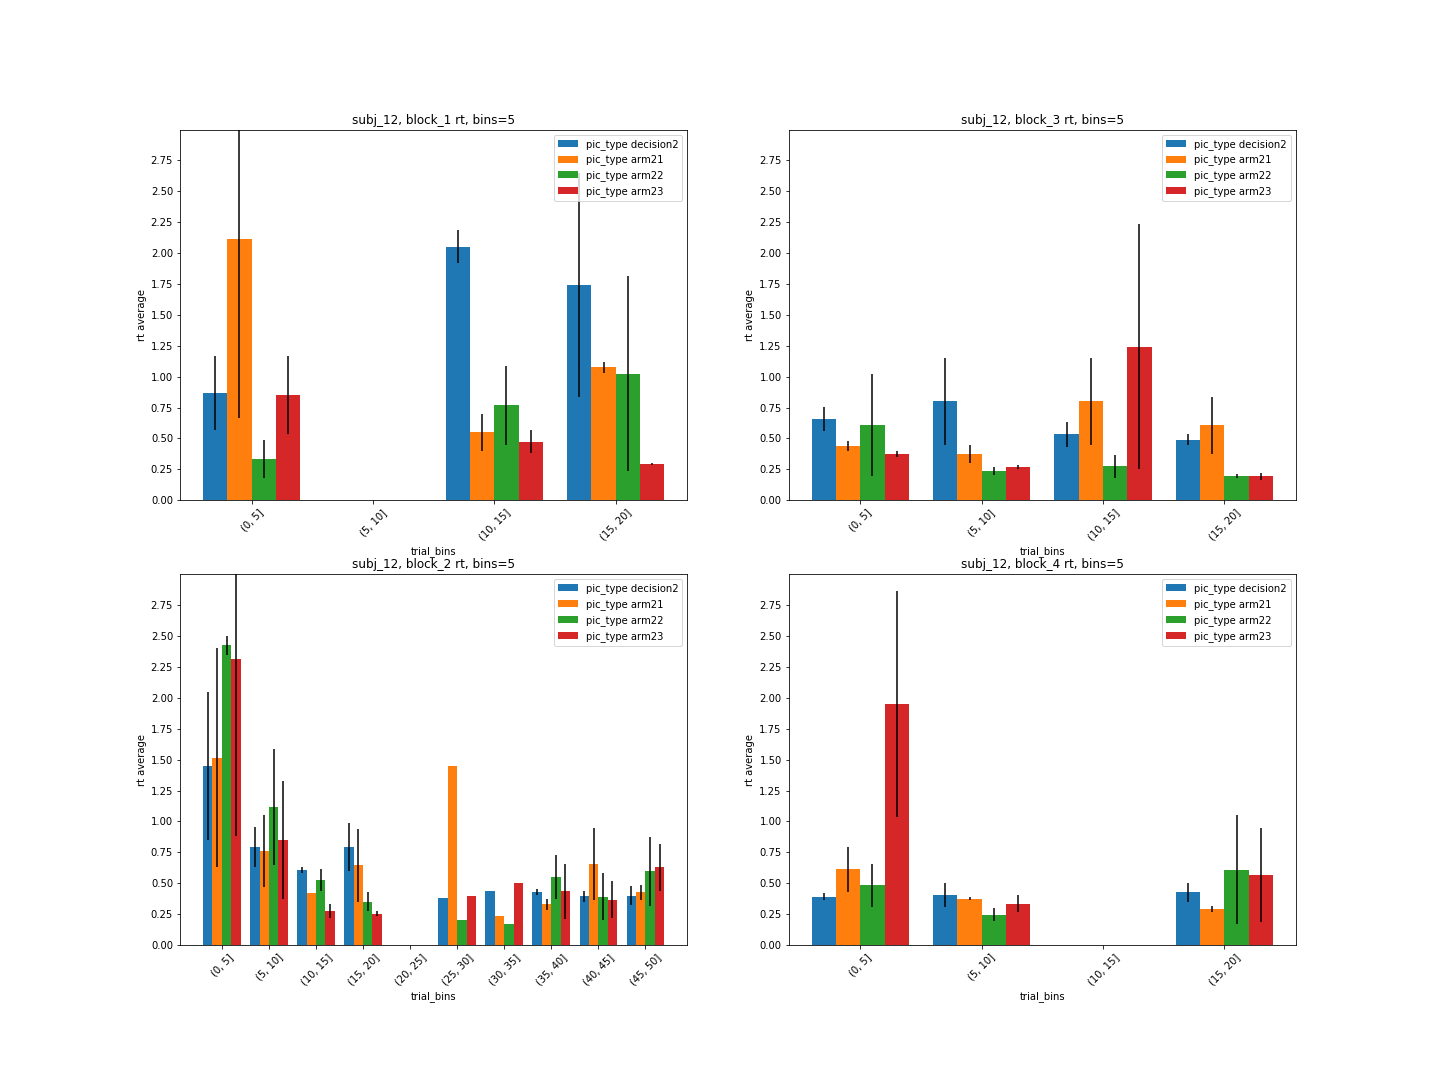 subj_12, block_1 rt, bins=5
pic_type decision2
pic_type arm21
pic_type arm22
pic_type arm23
2.75
2.50
2.25
2.00
1.75
1.50
1.25
1.00
0.75
0.50
0.25
0.00
rt average
(0, 5]
(5, 10]
(10, 15]
(15, 20]
trial_bins
subj_12, block_3 rt, bins=5
pic_type decision2
pic_type arm21
pic_type arm22
pic_type arm23
2.75
2.50
2.25
2.00
1.75
1.50
1.25
1.00
0.75
0.50
0.25
0.00
rt average
(0, 5]
(5, 10]
(10, 15]
(15, 20]
trial_bins
subj_12, block_2 rt, bins=5
pic_type decision2
pic_type arm21
pic_type arm22
pic_type arm23
2.75
2.50
2.25
2.00
1.75
1.50
1.25
1.00
0.75
0.50
0.25
0.00
rt average
(0, 5]
(5, 10]
(10, 15]
(15, 20]
(20, 25]
(25, 30]
(30, 35]
(35, 40]
(40, 45]
(45, 50]
trial_bins
subj_12, block_4 rt, bins=5
pic_type decision2
pic_type arm21
pic_type arm22
pic_type arm23
2.75
2.50
2.25
2.00
1.75
1.50
1.25
1.00
0.75
0.50
0.25
0.00
rt average
(0, 5]
(5, 10]
(10, 15]
(15, 20]
trial_bins